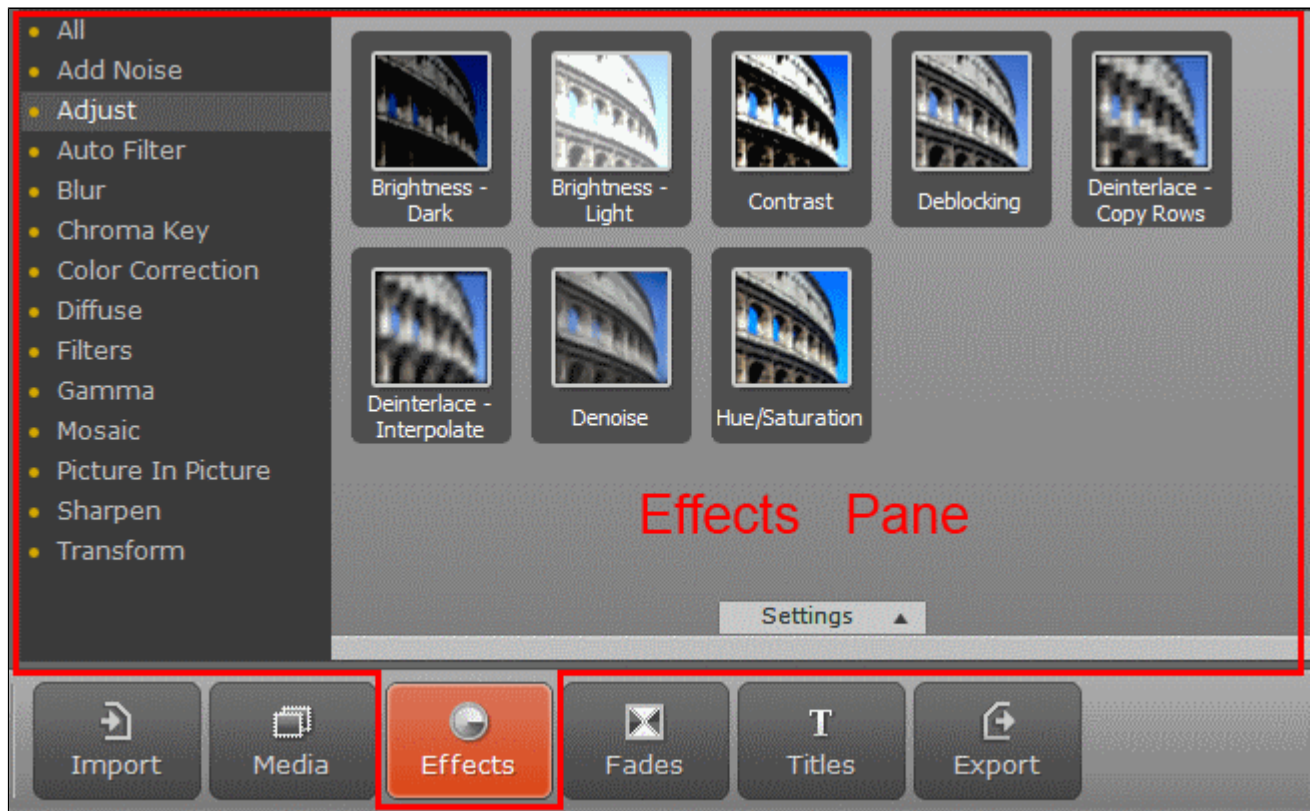 All
Add Noise
Adjust
Auto Filter
Blur
Chroma Key
Color Correction
Diffuse
Filters
Gamma
Mosaic
Picture In Picture
Sharpen
Transform
Brightness -
Dark
Brightness -
Light
Contrast
Deblocking
Deinterlace -
Copy Rows
Deinterlace -
Interpolate
Denoise
Hue/Saturation
Effects Pane
Settings
Import
Media
Effects
Fades
T
Titles
Export